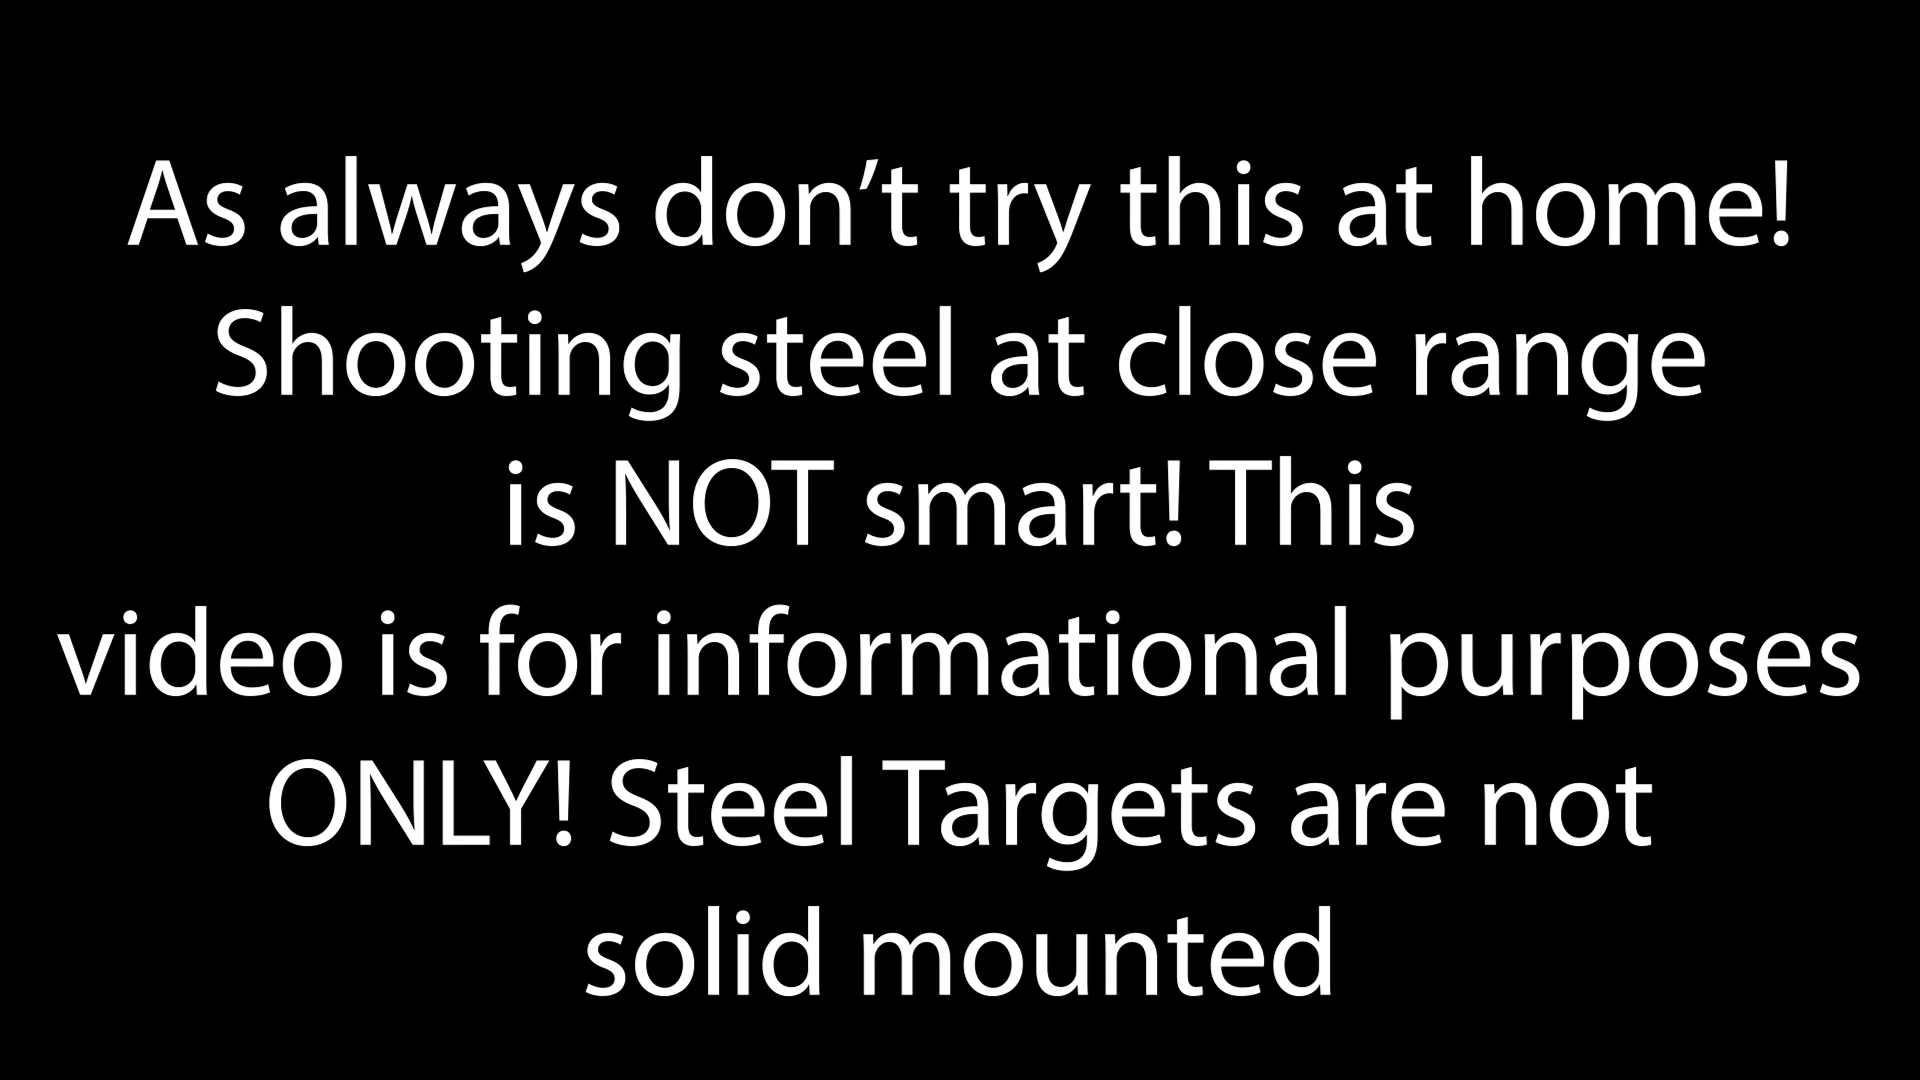 As always don’t try this at home!
Shooting steel at close range
is NOT smart! This
video is for informational purposes
ONLY! Steel Targets are not
solid mounted